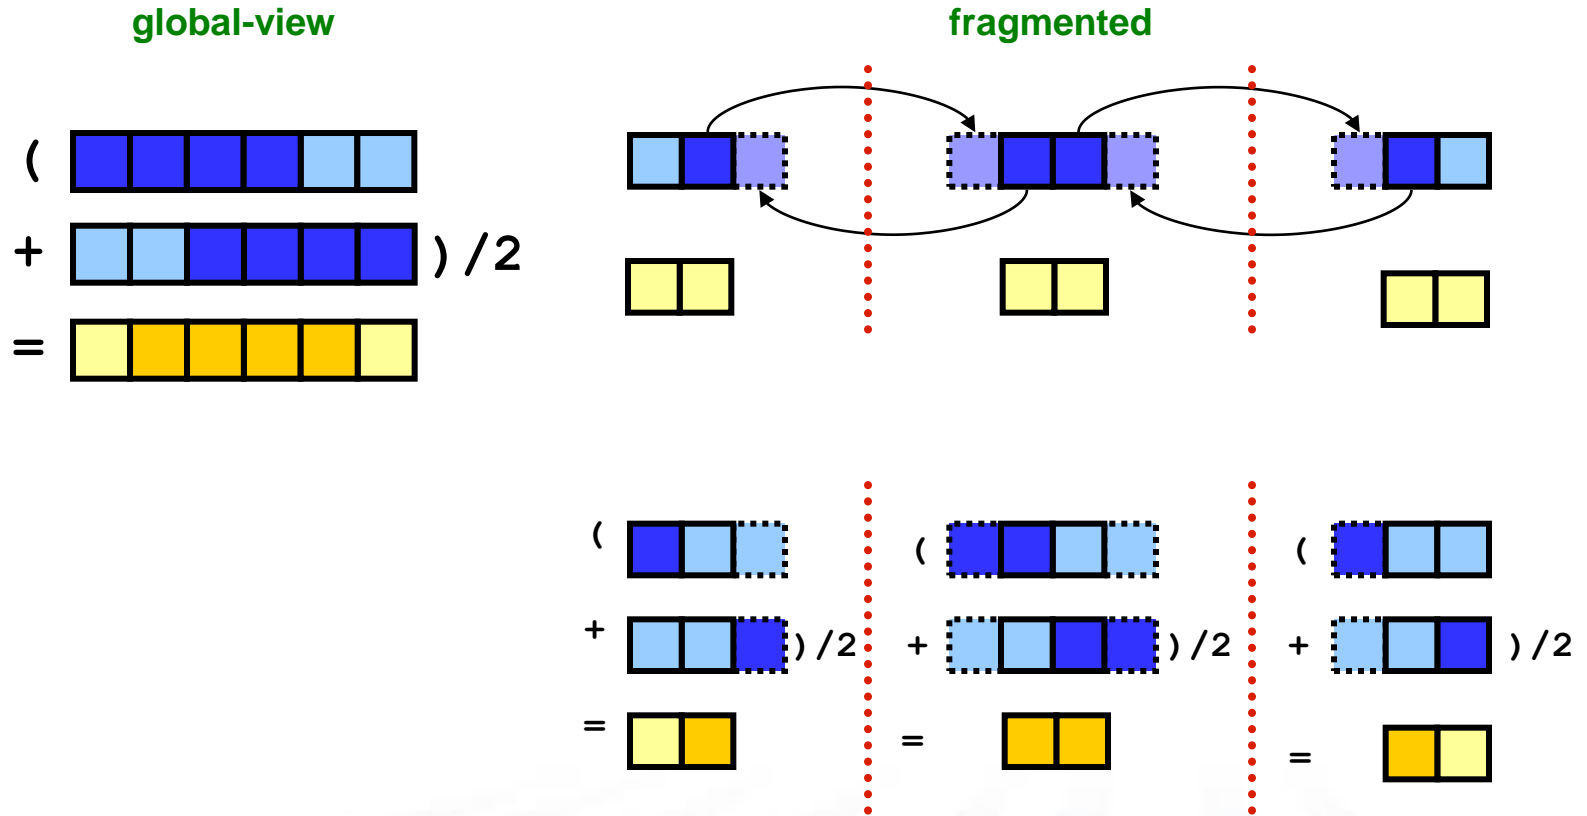 global-view
fragmented
(
+ )/2
=
( ( (
+ )/2 + )/2 + )/2
= = =